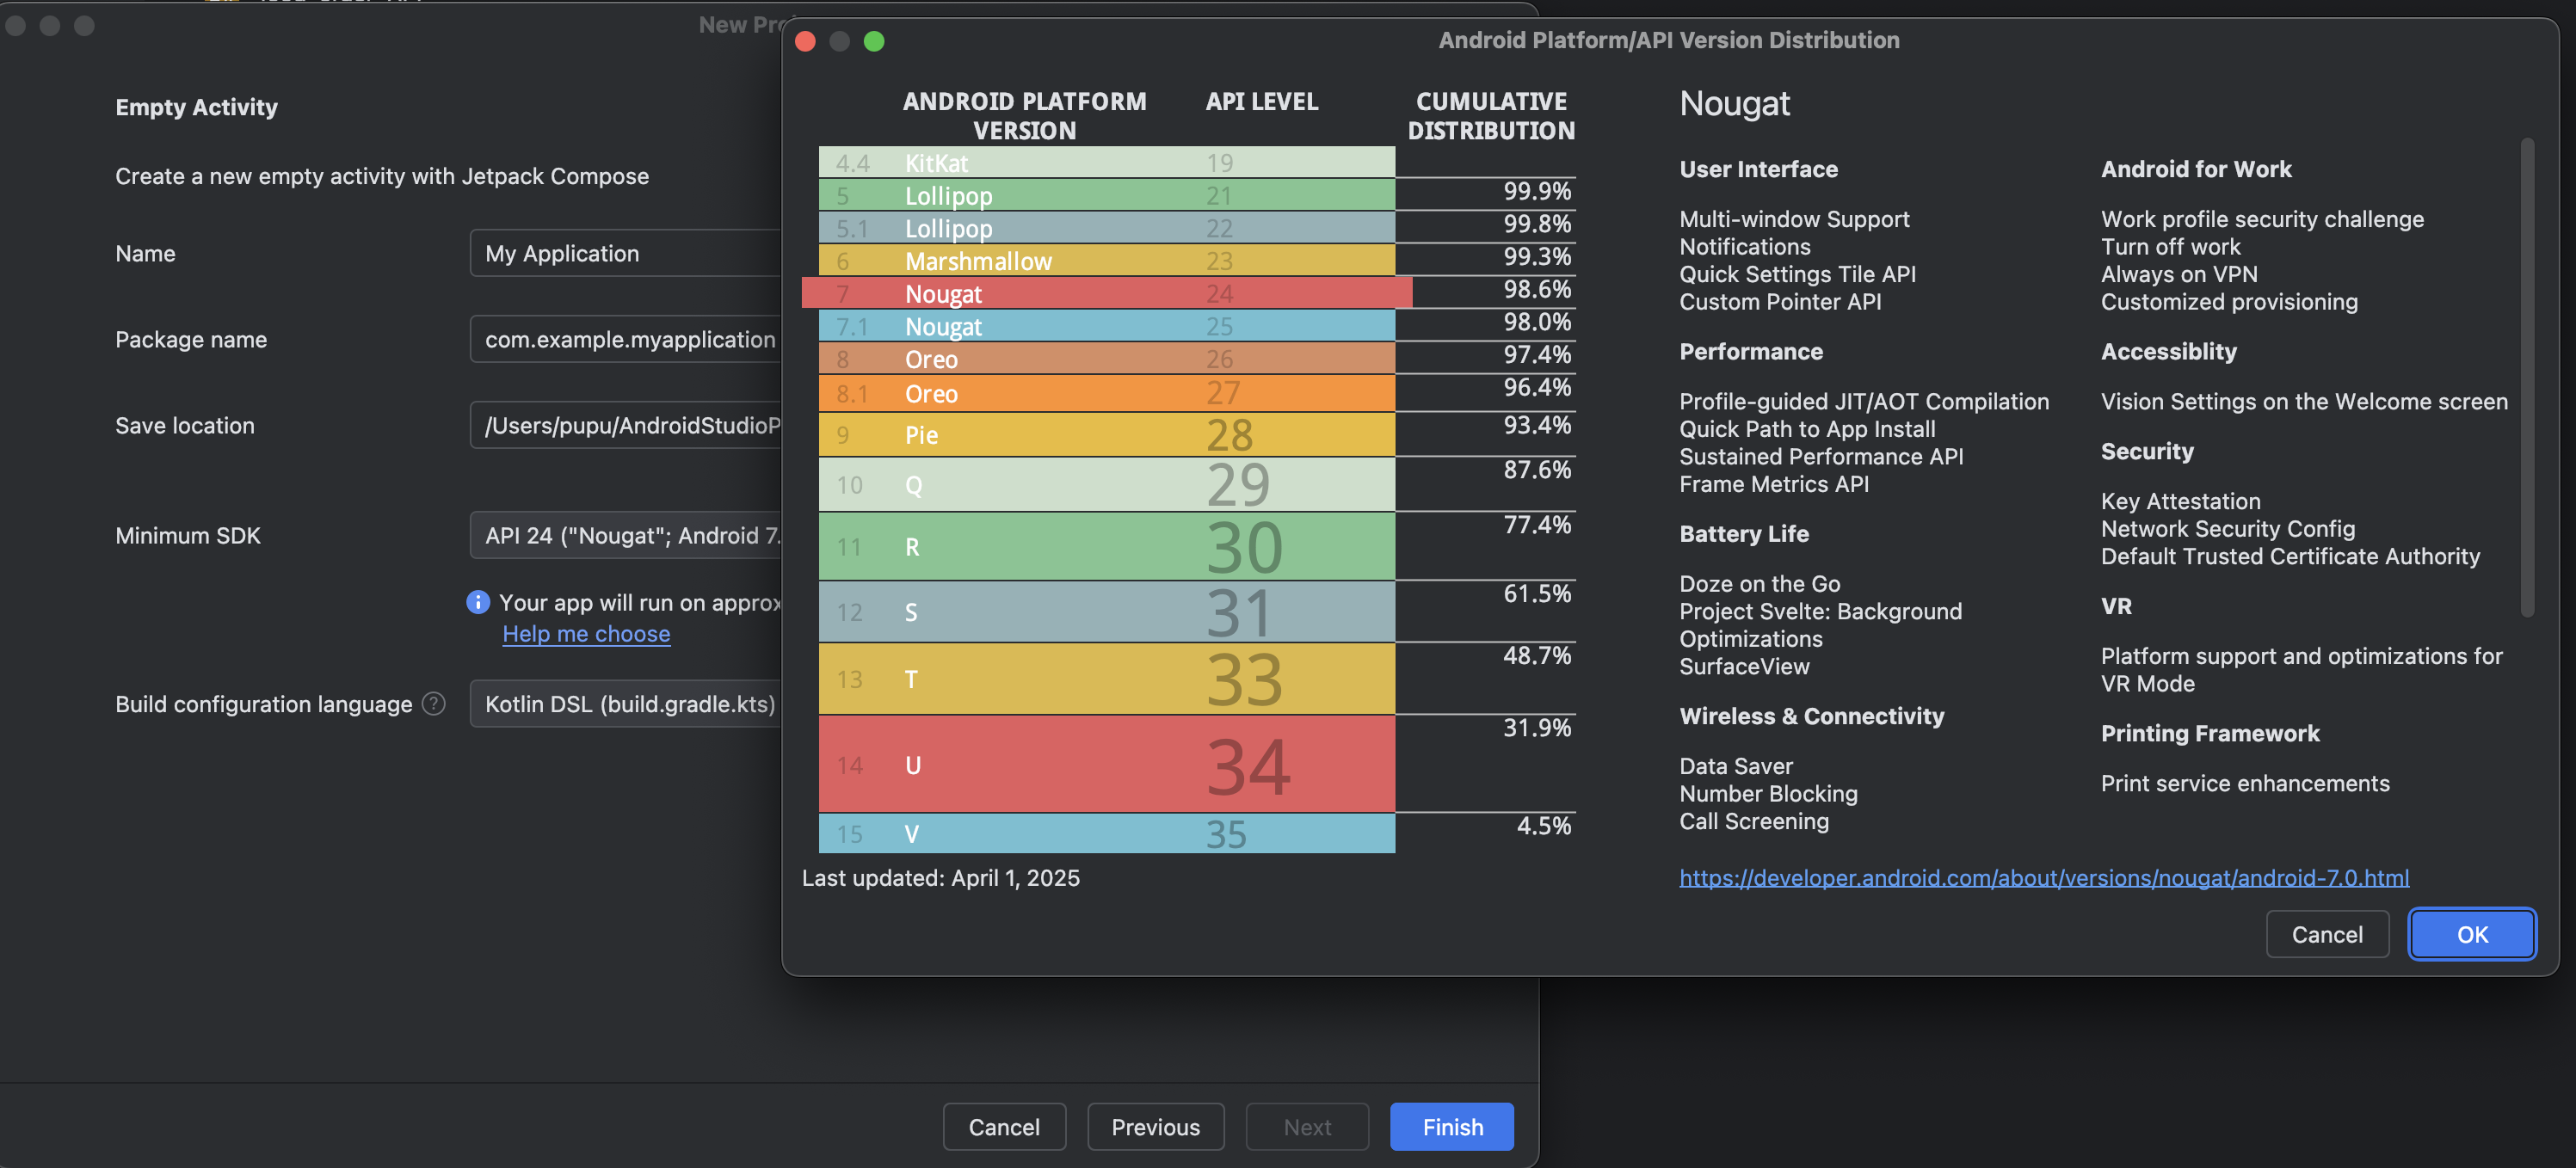 New Pro
Empty Activity
Create a new empty activity with Jetpack Compose
Name
My Application
Package name
com.example.myapplication
Save location
/Users/pupu/AndroidStudioP
Minimum SDK
API 24 ("Nougat"; Android 7.
Your app will run on approx
Help me choose
Build configuration language ?
Kotlin DSL (build.gradle.kts)
Cancel
Previous
Next
Finish
Android Platform/API Version Distribution
ANDROID PLATFORM VERSION API LEVEL CUMULATIVE DISTRIBUTION
4.4 KitKat 19
99.9%
5 Lollipop 21
99.8%
5.1 Lollipop 22
99.3%
6 Marshmallow 23
98.6%
7 Nougat 24
98.0%
7.1 Nougat 25
97.4%
8 Oreo 26
96.4%
8.1 Oreo 27
93.4%
9 Pie 28
87.6%
10 Q 29
77.4%
11 R 30
61.5%
12 S 31
48.7%
13 T 33
31.9%
14 U 34
4.5%
15 V 35
Last updated: April 1, 2025
Nougat
User Interface
Multi-window Support
Notifications
Quick Settings Tile API
Custom Pointer API
Performance
Profile-guided JIT/AOT Compilation
Quick Path to App Install
Sustained Performance API
Frame Metrics API
Battery Life
Doze on the Go
Project Svelte: Background
Optimizations
SurfaceView
Wireless & Connectivity
Data Saver
Number Blocking
Call Screening
Android for Work
Work profile security challenge
Turn off work
Always on VPN
Customized provisioning
Accessiblity
Vision Settings on the Welcome screen
Security
Key Attestation
Network Security Config
Default Trusted Certificate Authority
VR
Platform support and optimizations for
VR Mode
Printing Framework
Print service enhancements
https://developer.android.com/about/versions/nougat/android-7.0.html
Cancel
OK